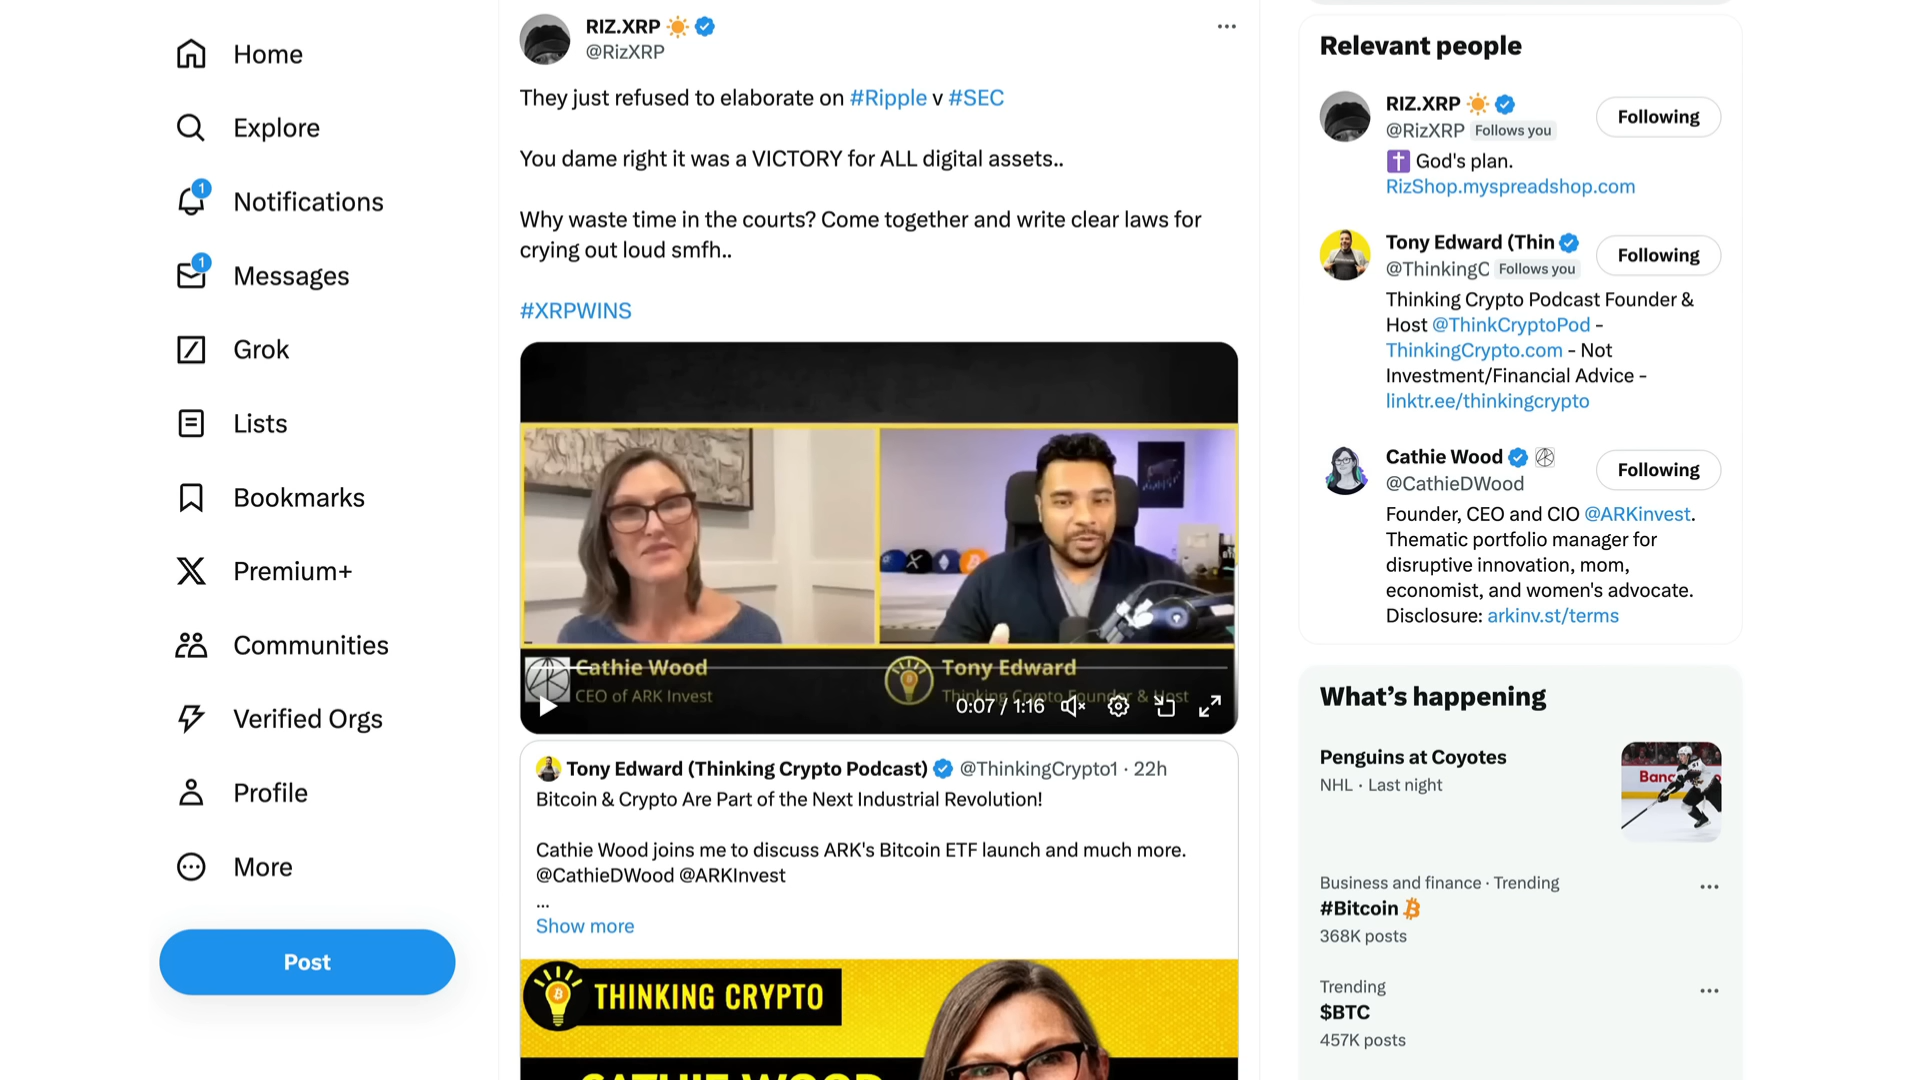 Home
Explore
1
Notifications
1
Messages
Grok
Lists
Bookmarks
Premium+
Communities
Verified Orgs
Profile
More
Post
RIZ.XRP
@RizXRP
They just refused to elaborate on #Ripple v #SEC
You dame right it was a VICTORY for ALL digital assets..
Why waste time in the courts? Come together and write clear laws for
crying out loud smfh..
#XRPWINS
Cathie Wood
CEO of ARK Invest
Tony Edward
Thinking Crypto Founder & Host
0:07 / 1:16
Tony Edward (Thinking Crypto Podcast) @ThinkingCrypto1 · 22h
Bitcoin & Crypto Are Part of the Next Industrial Revolution!
Cathie Wood joins me to discuss ARK's Bitcoin ETF launch and much more.
@CathieDWood @ARKInvest
...
Show more
THINKING CRYPTO
CATHIE WOOD
Relevant people
RIZ.XRP
@RizXRP Follows you
Following
God's plan.
RizShop.myspreadshop.com
Tony Edward (Thin
@ThinkingC Follows you
Following
Thinking Crypto Podcast Founder &
Host @ThinkCryptoPod -
ThinkingCrypto.com - Not
Investment/Financial Advice -
linktr.ee/thinkingcrypto
Cathie Wood
@CathieDWood
Following
Founder, CEO and CIO @ARKinvest.
Thematic portfolio manager for
disruptive innovation, mom,
economist, and women's advocate.
Disclosure: arkinv.st/terms
What's happening
Penguins at Coyotes
NHL · Last night
Banc
Business and finance · Trending
#Bitcoin
368K posts
Trending
$BTC
457K posts